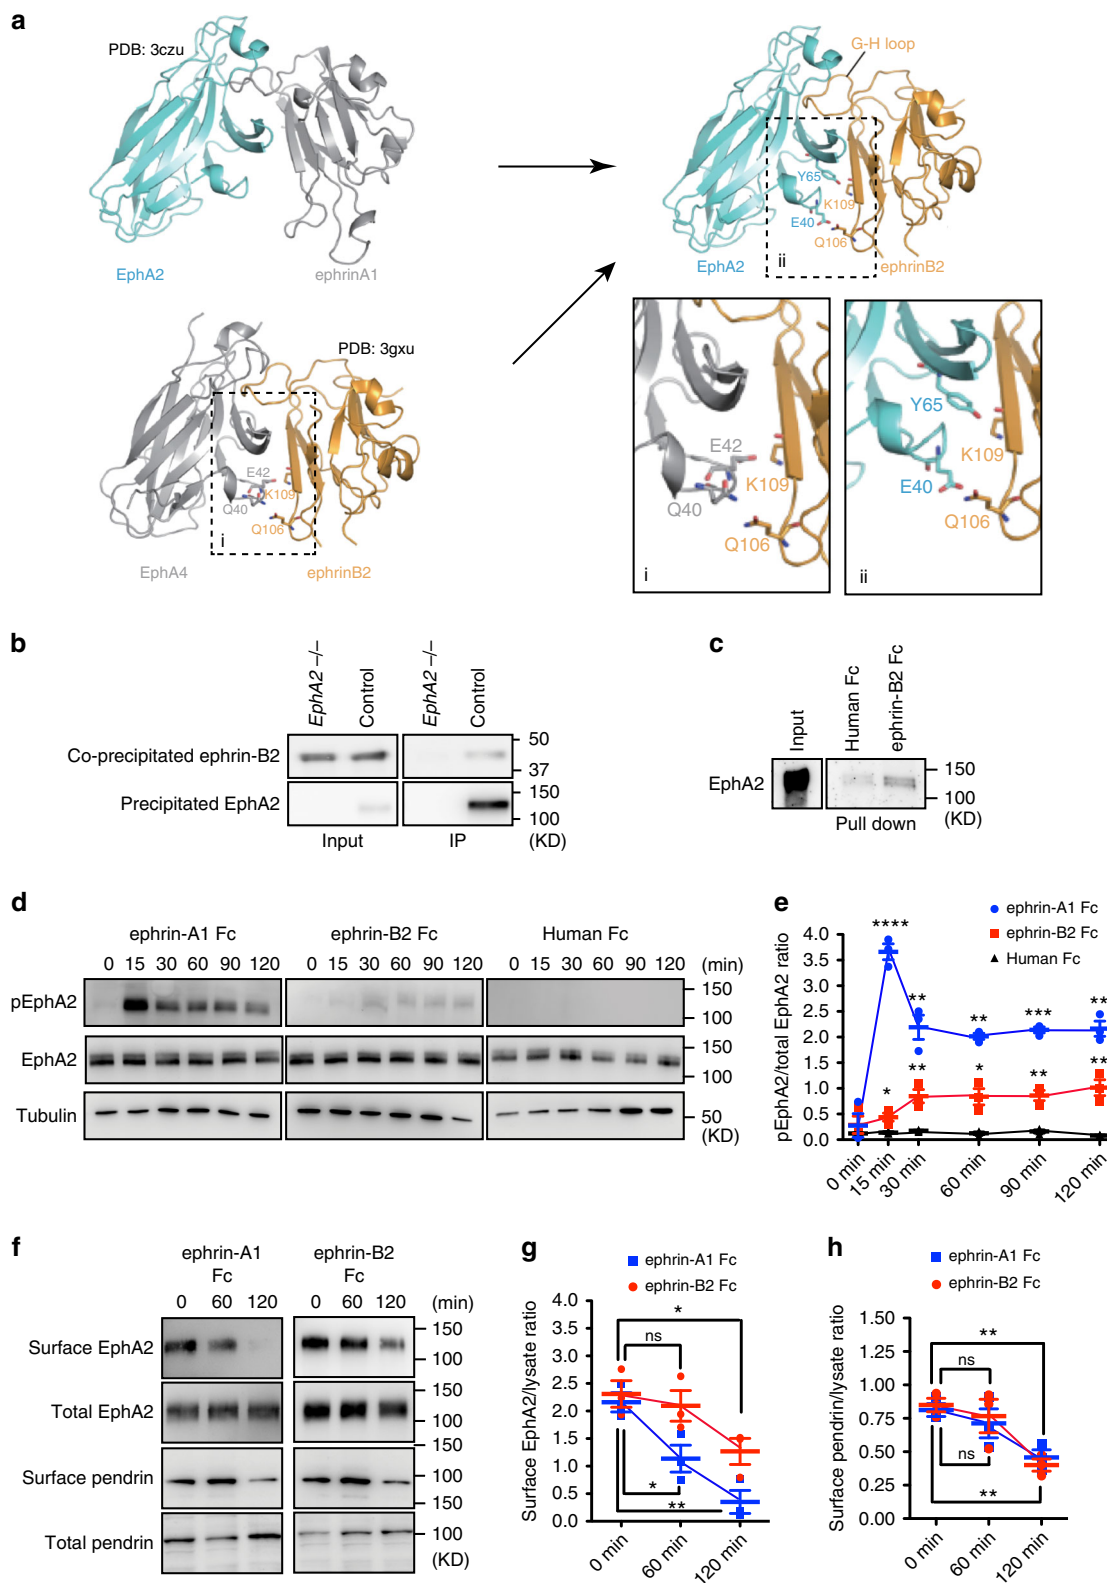 a
PDB: 3czu
EphA2
ephrinA1
PDB: 3gxu
E42
K109
Q40
Q106
i
EphA4
ephrinB2
G-H loop
Y65
K109
E40
Q106
ii
EphA2
ephrinB2
E42
K109
Q40
Q106
i
Y65
K109
E40
Q106
ii
b
EphA2 –/–
Control
EphA2 –/–
Control
Co-precipitated ephrin-B2
50
37
Precipitated EphA2
150
100
Input
IP
(KD)
c
Input
Human Fc
ephrin-B2 Fc
EphA2
150
100
Pull down
(KD)
d
ephrin-A1 Fc
ephrin-B2 Fc
Human Fc
0 15 30 60 90 120
0 15 30 60 90 120
0 15 30 60 90 120
(min)
pEphA2
150
100
EphA2
150
100
Tubulin
50
(KD)
e
ephrin-A1 Fc
ephrin-B2 Fc
Human Fc
pEphA2/total EphA2 ratio
4.0
3.5
3.0
2.5
2.0
1.5
1.0
0.5
0.0
****
** ** *** **
* ** * ** **
0 min
15 min
30 min
60 min
90 min
120 min
f
ephrin-A1 Fc
ephrin-B2 Fc
0 60 120
0 60 120
(min)
Surface EphA2
150
100
Total EphA2
150
100
Surface pendrin
100
150
Total pendrin
100
(KD)
g
ephrin-A1 Fc
ephrin-B2 Fc
Surface EphA2/lysate ratio
4.0
3.5
3.0
2.5
2.0
1.5
1.0
0.5
0.0
*
ns
*
**
0 min
60 min
120 min
h
ephrin-A1 Fc
ephrin-B2 Fc
Surface pendrin/lysate ratio
1.50
1.25
1.00
0.75
0.50
0.25
0.00
**
ns
ns
**
0 min
60 min
120 min